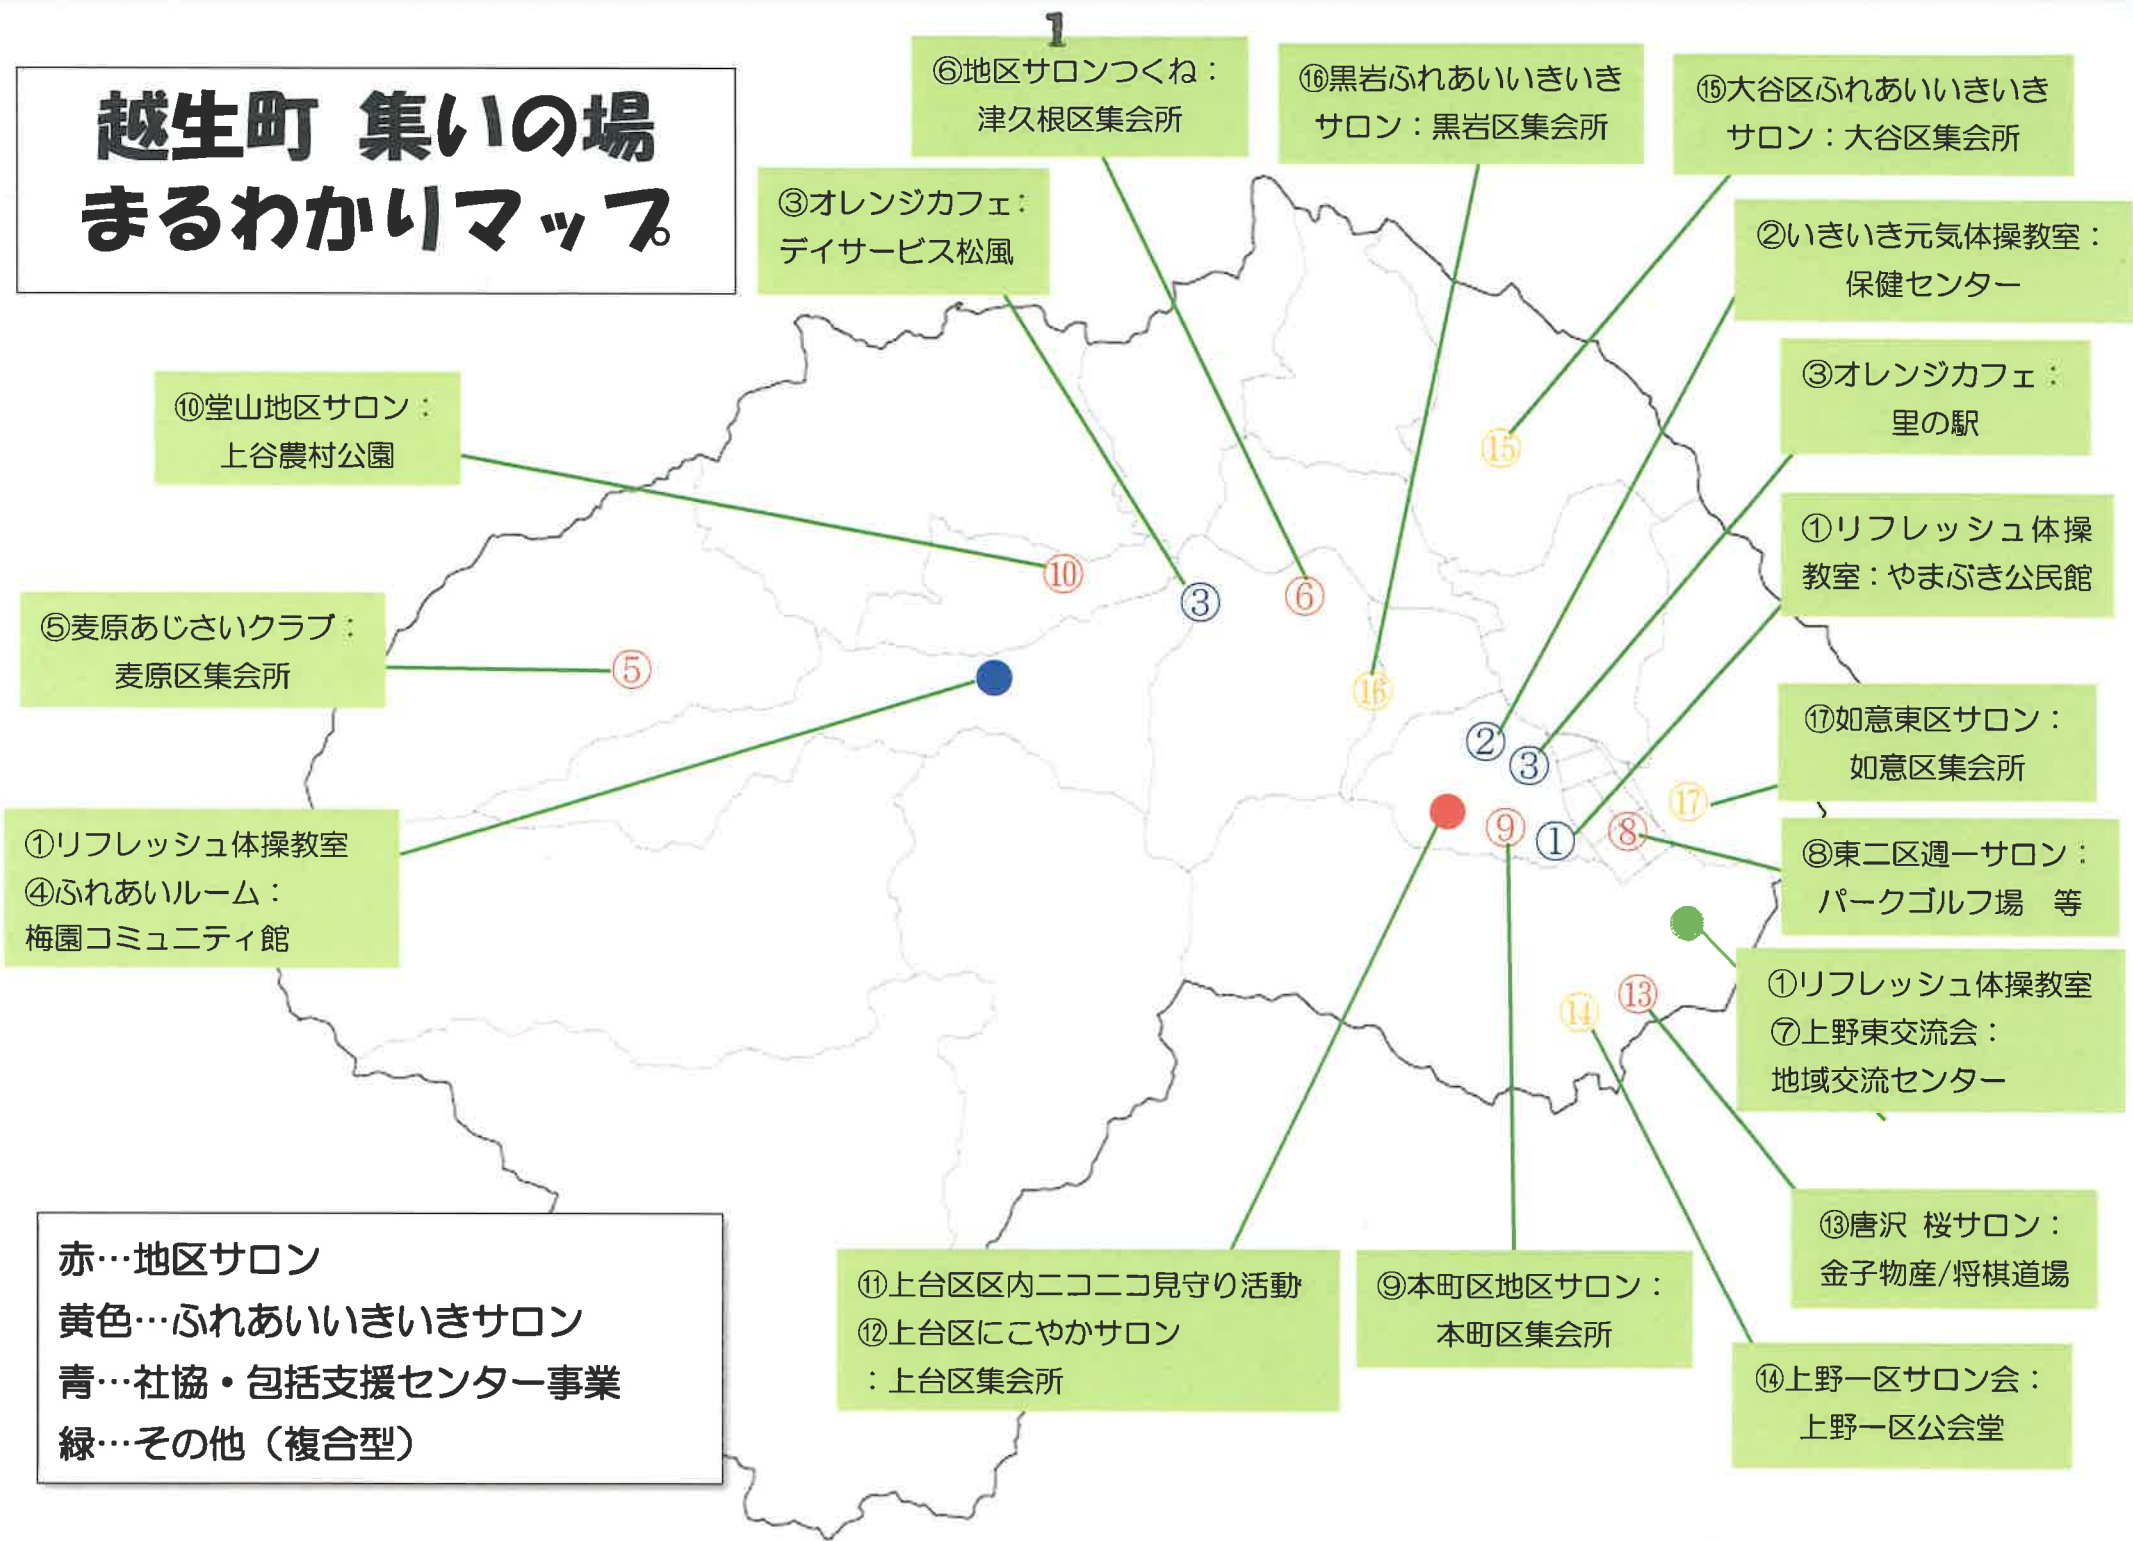 1
越生町 集いの場
まるわかりマップ
⑥地区サロンつくね：
津久根区集会所
⑯黒岩ふれあいいきいき
サロン：黒岩区集会所
⑮大谷区ふれあいいきいき
サロン：大谷区集会所
③オレンジカフェ：
デイサービス松風
②いきいき元気体操教室：
保健センター
③オレンジカフェ：
里の駅
⑩堂山地区サロン：
上谷農村公園
①リフレッシュ体操
教室：やまぶき公民館
⑤麦原あじさいクラブ：
麦原区集会所
⑰如意東区サロン：
如意区集会所
①リフレッシュ体操教室
④ふれあいルーム：
梅園コミュニティ館
⑧東二区週一サロン：
パークゴルフ場　等
①リフレッシュ体操教室
⑦上野東交流会：
地域交流センター
⑮
⑩
③
⑥
⑤
⑯
②
③
⑰
⑨
①
⑧
⑭
⑬
⑬唐沢 桜サロン：
金子物産/将棋道場
⑪上台区区内ニコニコ見守り活動
⑫上台区にこやかサロン
：上台区集会所
⑨本町区地区サロン：
本町区集会所
⑭上野一区サロン会：
上野一区公会堂
赤…地区サロン
黄色…ふれあいいきいきサロン
青…社協・包括支援センター事業
緑…その他（複合型）